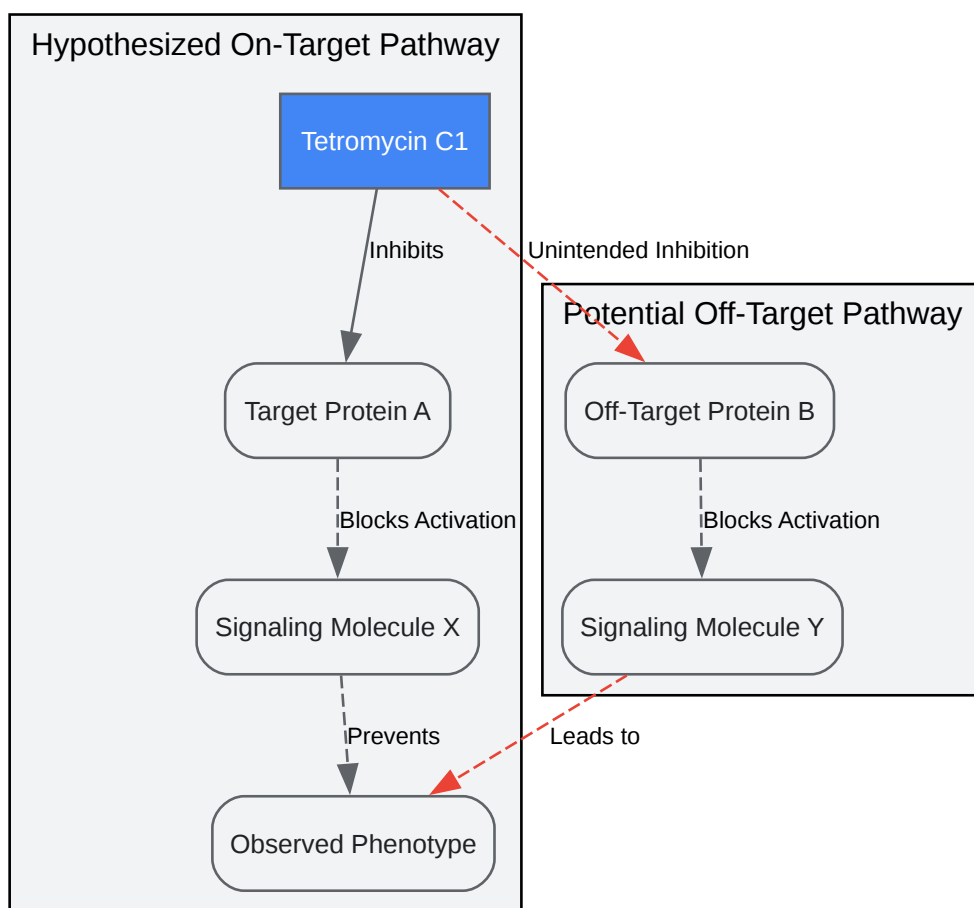 Hypothesized On-Target Pathway
Tetromycin C1
Inhibits
Unintended Inhibition
Potential Off-Target Pathway
Target Protein A
Off-Target Protein B
Blocks Activation
Blocks Activation
Signaling Molecule X
Signaling Molecule Y
Prevents
Leads to
Observed Phenotype